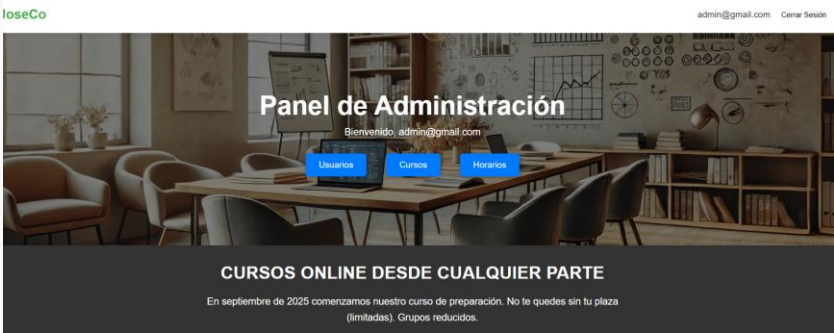 JoseCo
admin@gmail.com Cerrar Sesión
Panel de Administración
Bienvenido, admin@gmail.com
Usuarios Cursos Horarios
CURSOS ONLINE DESDE CUALQUIER PARTE
En septiembre de 2025 comenzamos nuestro curso de preparación. No te quedes sin tu plaza
(limitadas). Grupos reducidos.